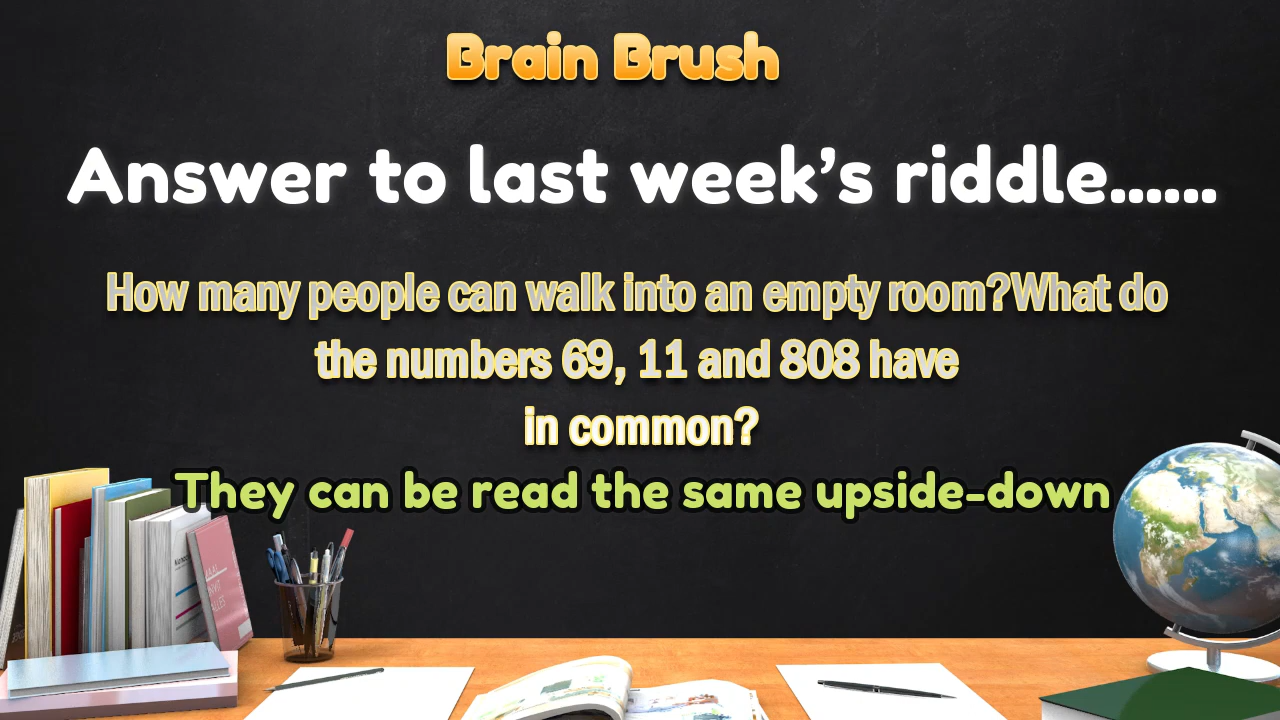 Brain Brush
Answer to last week’s riddle......
How many people can walk into an empty room?What do
the numbers 69, 11 and 808 have
in common?
They can be read the same upside-down